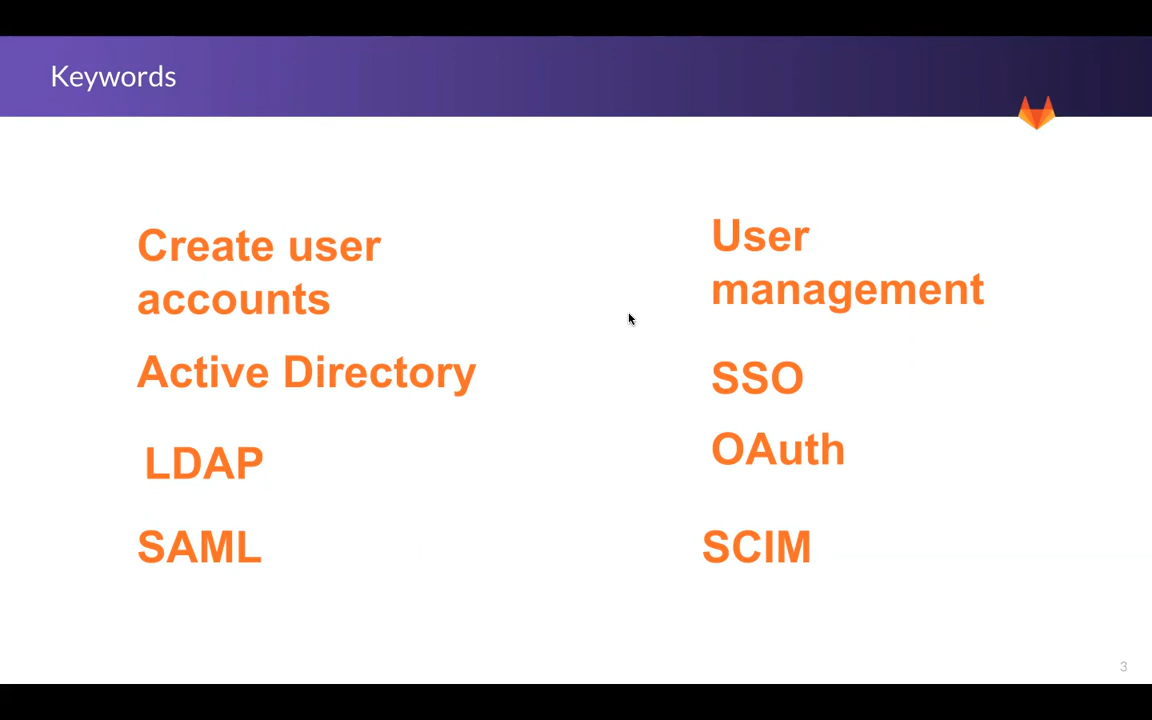 Keywords
Create user
accounts
Active Directory
LDAP
SAML
User
management
SSO
OAuth
SCIM
3